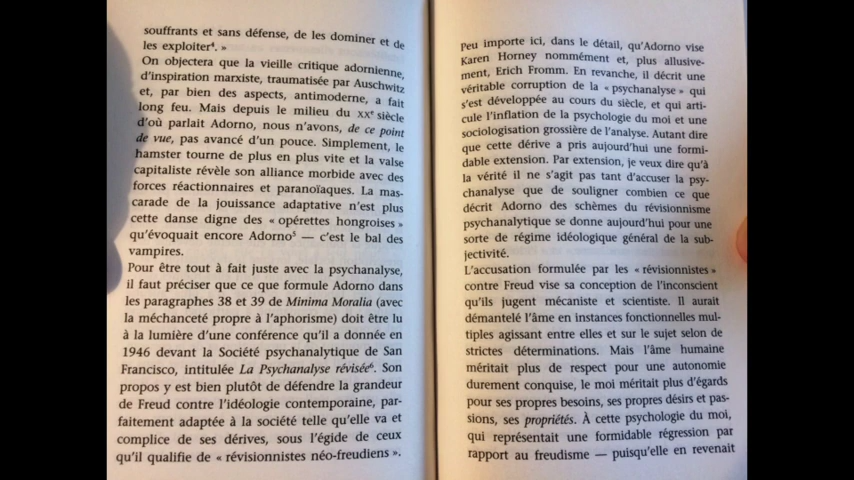 souffrants et sans défense, de les dominer et de
les exploiter⁴. »
On objectera que la vieille critique adornienne,
d'inspiration marxiste, traumatisée par Auschwitz
et, par bien des aspects, antimoderne, a fait
long feu. Mais depuis le milieu du XXᵉ siècle
d'où parlait Adorno, nous n'avons, de ce point
de vue, pas avancé d'un pouce. Simplement, le
hamster tourne de plus en plus vite et la valse
capitaliste révèle son alliance morbide avec des
forces réactionnaires et paranoïaques. La mas-
carade de la jouissance adaptative n'est plus
cette danse digne des « opérettes hongroises »
qu'évoquait encore Adorno⁵ — c'est le bal des
vampires.
Pour être tout à fait juste avec la psychanalyse,
il faut préciser que ce que formule Adorno dans
les paragraphes 38 et 39 de Minima Moralia (avec
la méchanceté propre à l'aphorisme) doit être lu
à la lumière d'une conférence qu'il a donnée en
1946 devant la Société psychanalytique de San
Francisco, intitulée La Psychanalyse révisée⁶. Son
propos y est bien plutôt de défendre la grandeur
de Freud contre l'idéologie contemporaine, par-
faitement adaptée à la société telle qu'elle va et
complice de ses dérives, sous l'égide de ceux
qu'il qualifie de « révisionnistes néo-freudiens ».
Peu importe ici, dans le détail, qu'Adorno vise
Karen Horney nommément et, plus allusive-
ment, Erich Fromm. En revanche, il décrit une
véritable corruption de la « psychanalyse » qui
s'est développée au cours du siècle, et qui arti-
cule l'inflation de la psychologie du moi et une
sociologisation grossière de l'analyse. Autant dire
que cette dérive a pris aujourd'hui une formi-
dable extension. Par extension, je veux dire qu'à
la vérité il ne s'agit pas tant d'accuser la psy-
chanalyse que de souligner combien ce que
décrit Adorno des schèmes du révisionnisme
psychanalytique se donne aujourd'hui pour une
sorte de régime idéologique général de la sub-
jectivité.
L'accusation formulée par les « révisionnistes »
contre Freud vise sa conception de l'inconscient
qu'ils jugent mécaniste et scientiste. Il aurait
démantelé l'âme en instances fonctionnelles mul-
tiples agissant entre elles et sur le sujet selon de
strictes déterminations. Mais l'âme humaine
méritait plus de respect pour une autonomie
durement conquise, le moi méritait plus d'égards
pour ses propres besoins, ses propres désirs et pas-
sions, ses propriétés. À cette psychologie du moi,
qui représentait une formidable régression par
rapport au freudisme — puisqu'elle en revenait